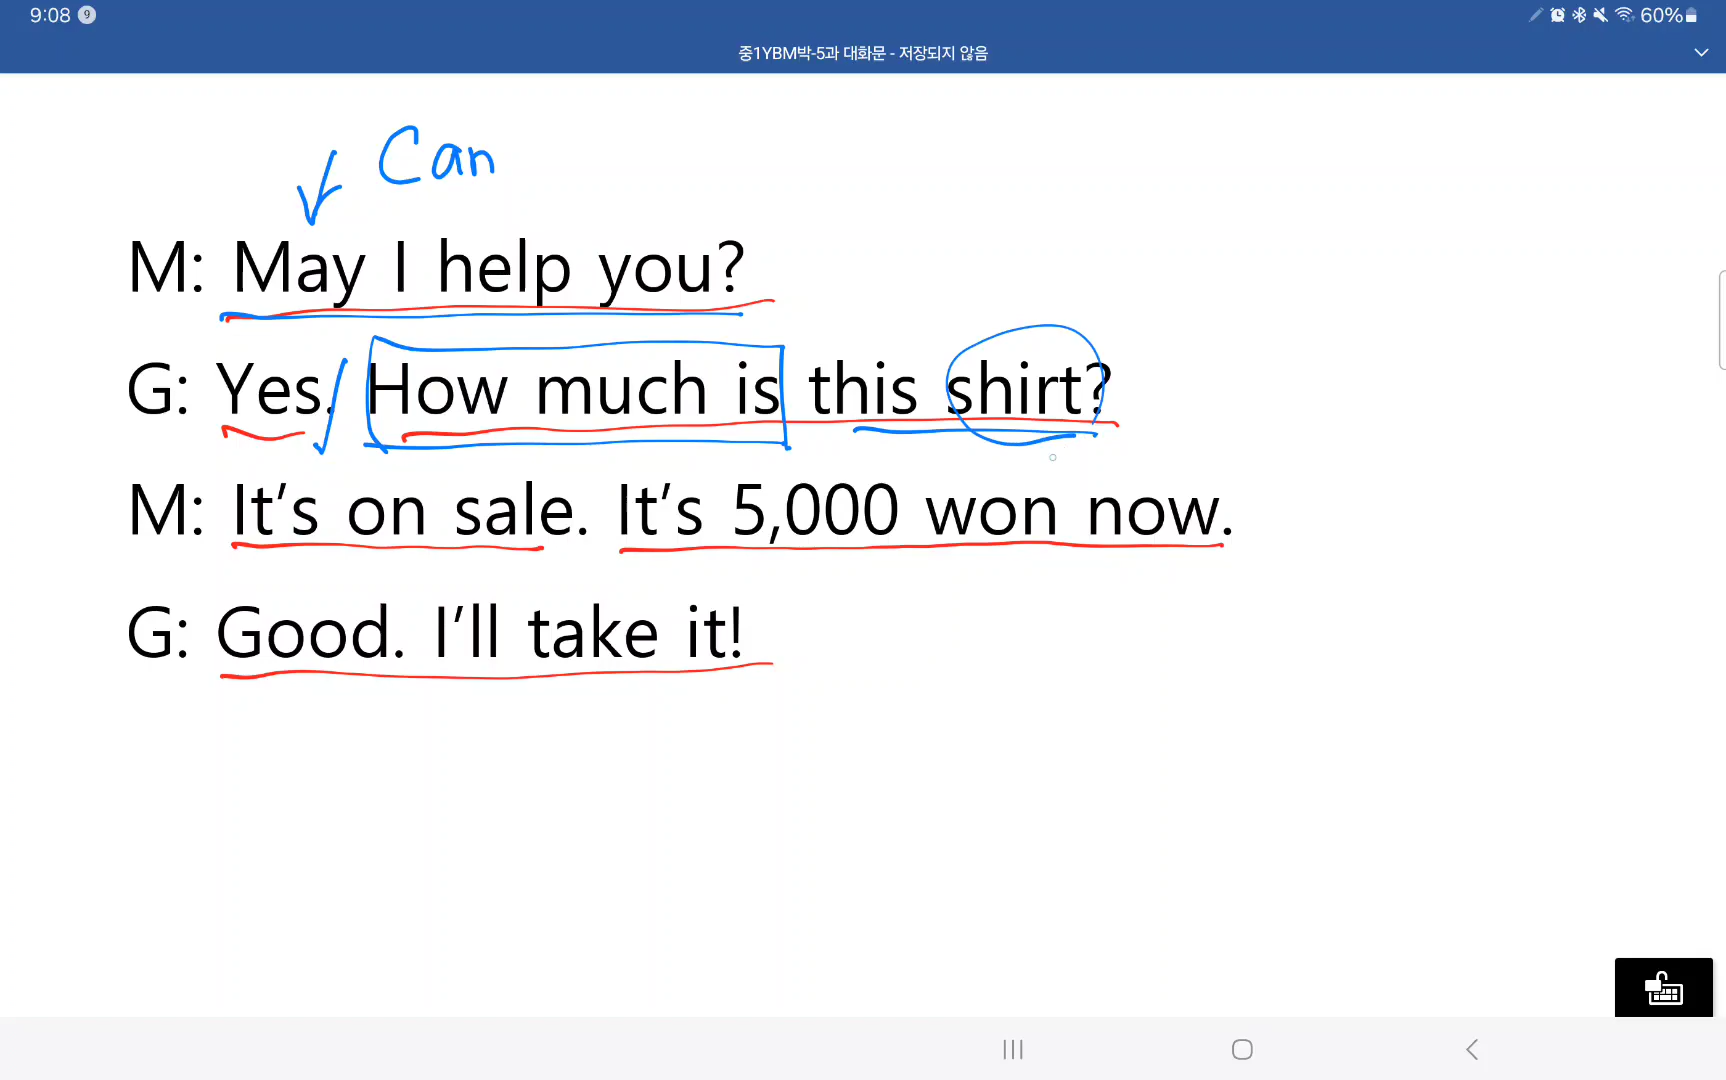 9:08 9 60%
중1YBM박-5과 대화문 - 저장되지 않음
Can
M: May I help you?
G: Yes. How much is this shirt?
M: It's on sale. It's 5,000 won now.
G: Good. I'll take it!